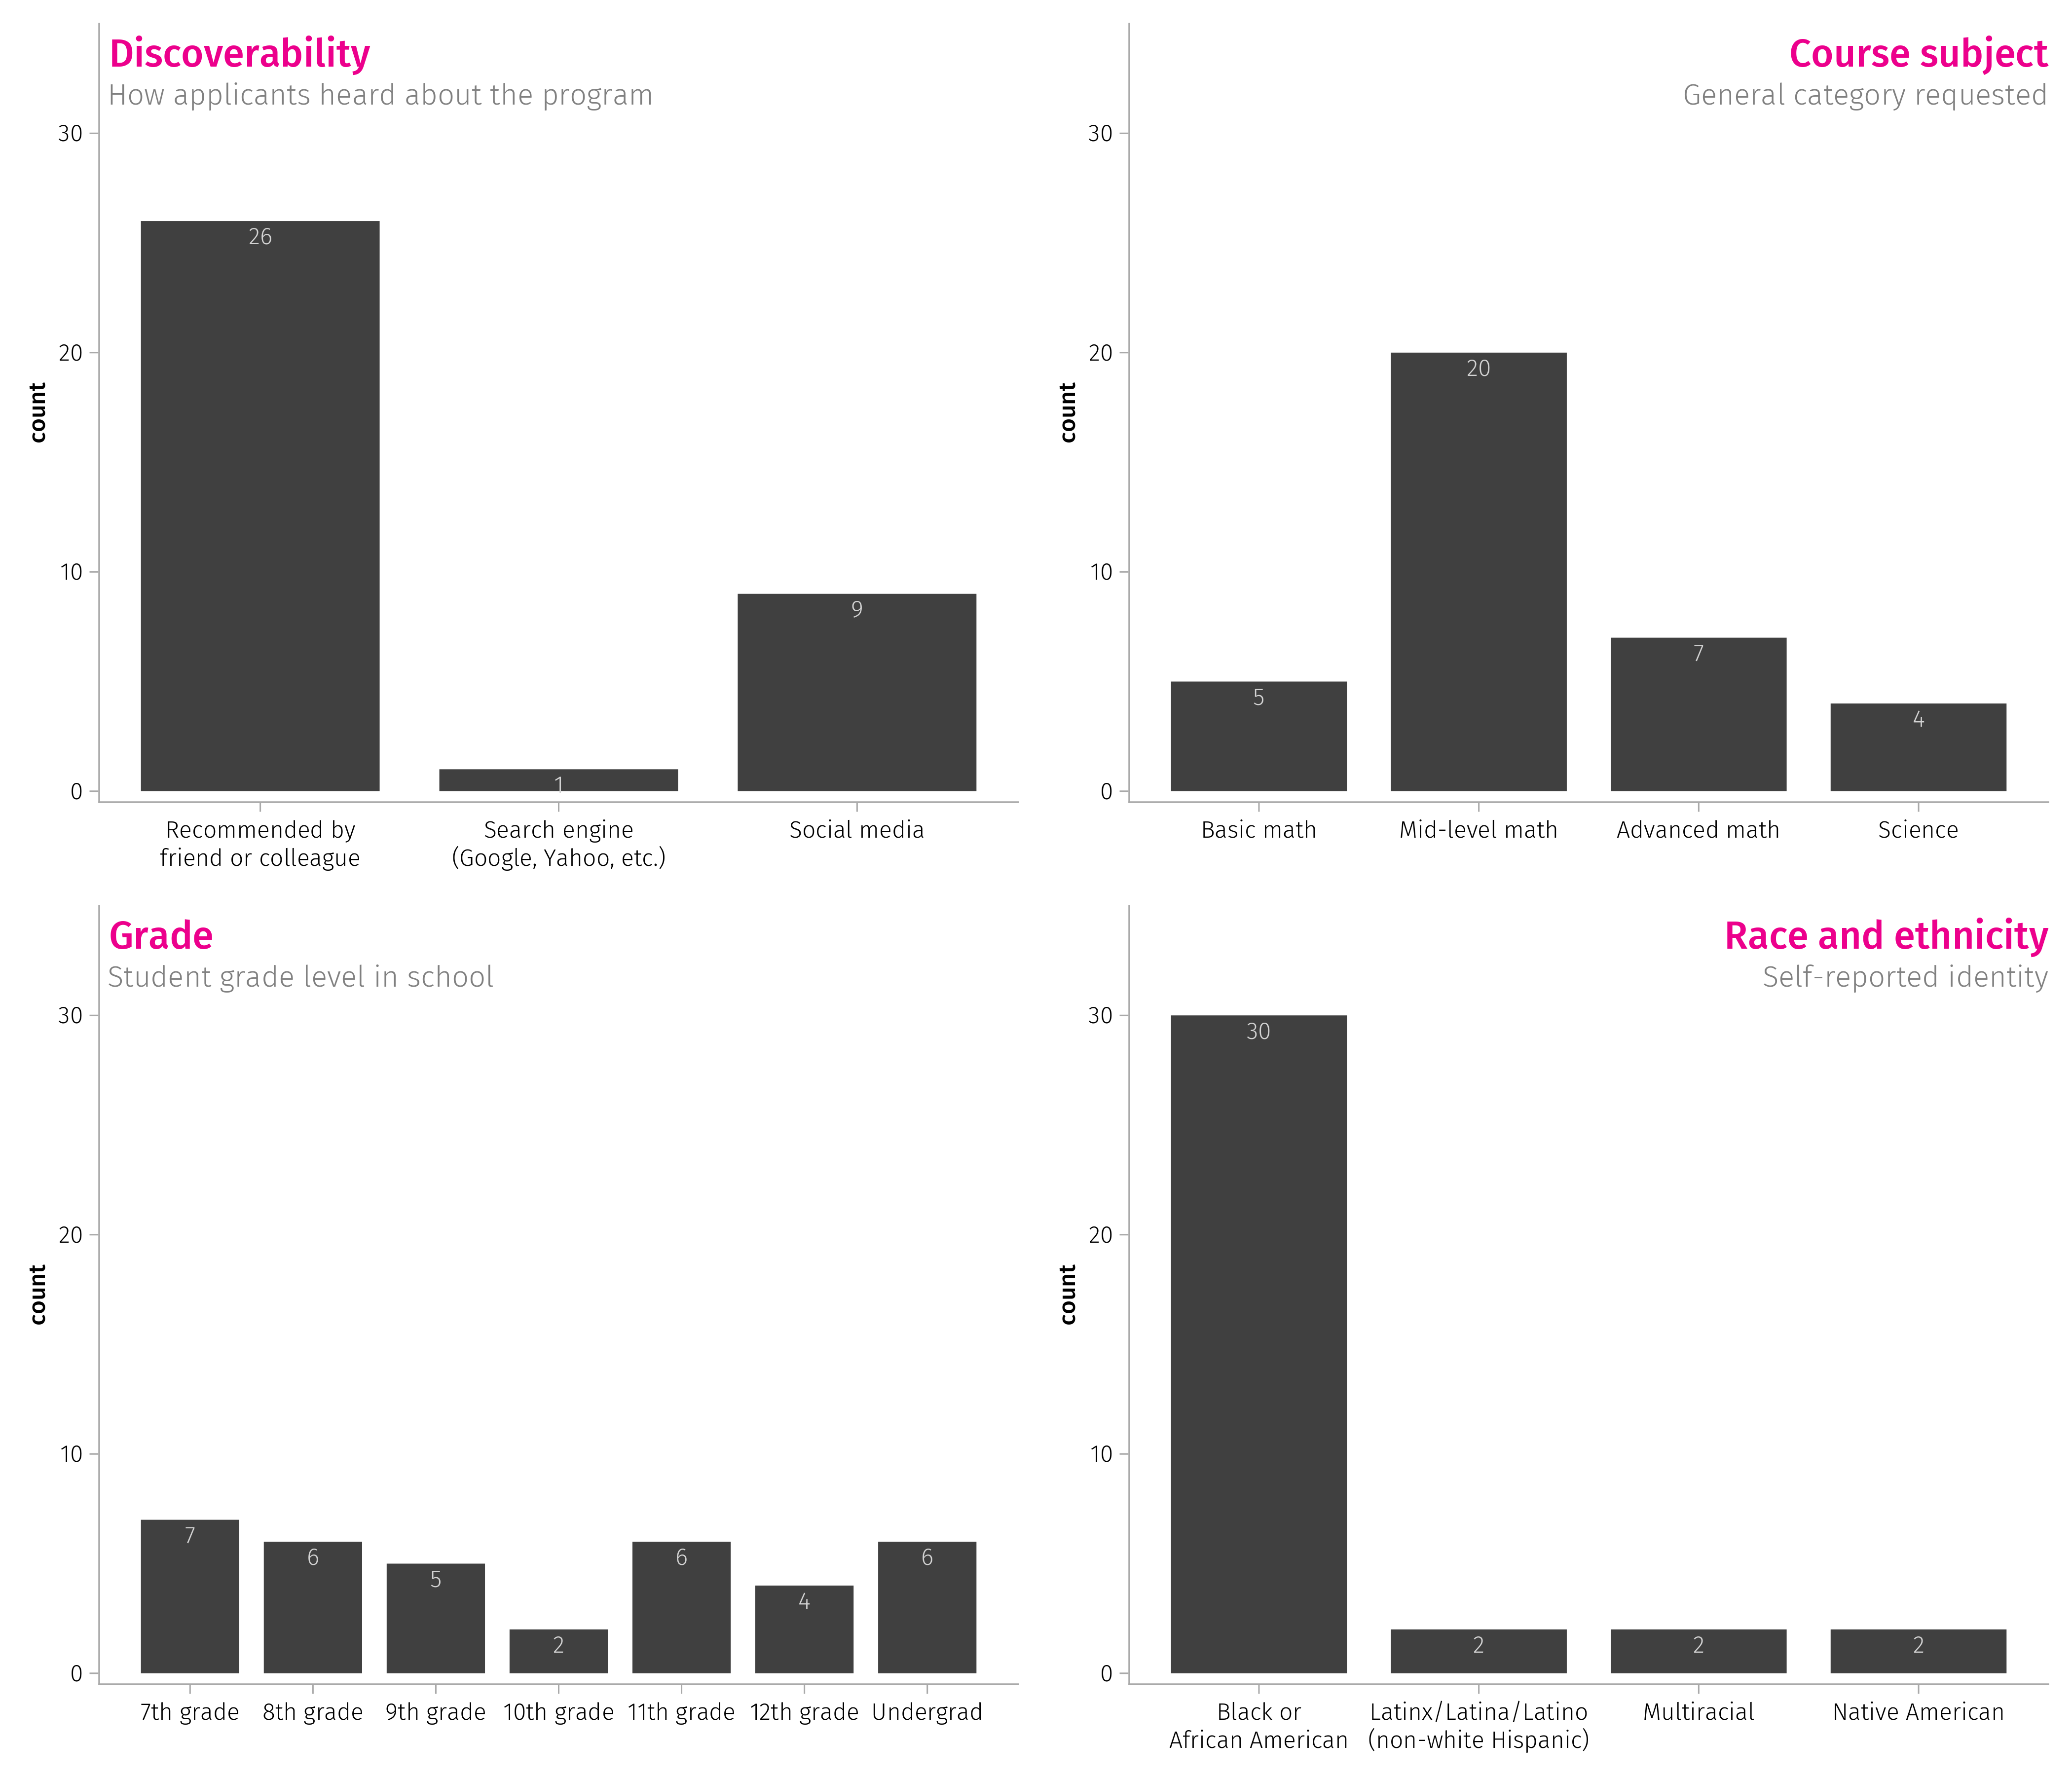 Discoverability
How applicants heard about the program
count
30
20
10
0
26
1
9
Recommended by
friend or colleague
Search engine
(Google, Yahoo, etc.)
Social media
Course subject
General category requested
count
30
20
10
0
5
20
7
4
Basic math
Mid-level math
Advanced math
Science
Grade
Student grade level in school
count
30
20
10
0
7
6
5
2
6
4
6
7th grade
8th grade
9th grade
10th grade
11th grade
12th grade
Undergrad
Race and ethnicity
Self-reported identity
count
30
20
10
0
30
2
2
2
Black or
African American
Latinx/Latina/Latino
(non-white Hispanic)
Multiracial
Native American